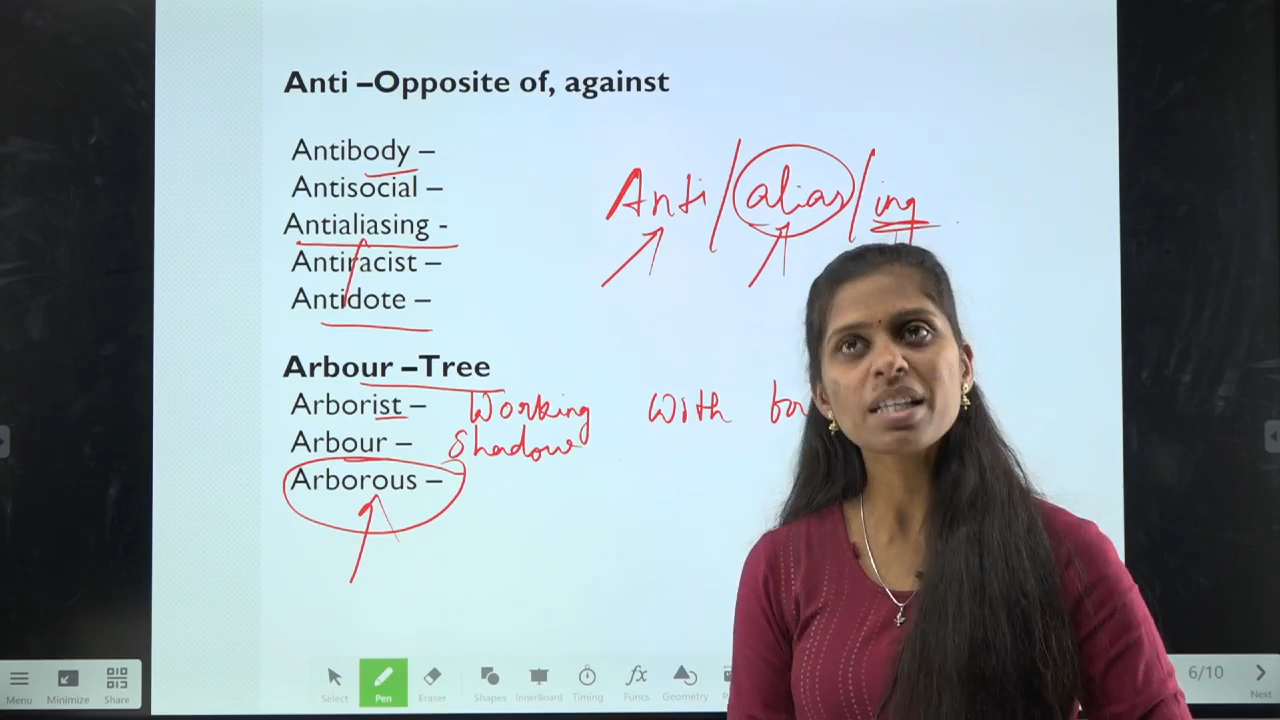 Anti –Opposite of, against
Antibody –
Antisocial –
Antialiasing -
Antiracist –
Antidote –
Anti/alias/ing
Arbour –Tree
Arborist – Working with
Arbour – Shadow
Arborous –
Menu
Minimize
Share
Select
Pen
Eraser
Shapes
InnerBoard
Timing
Funcs
Geometry
6/10
Next